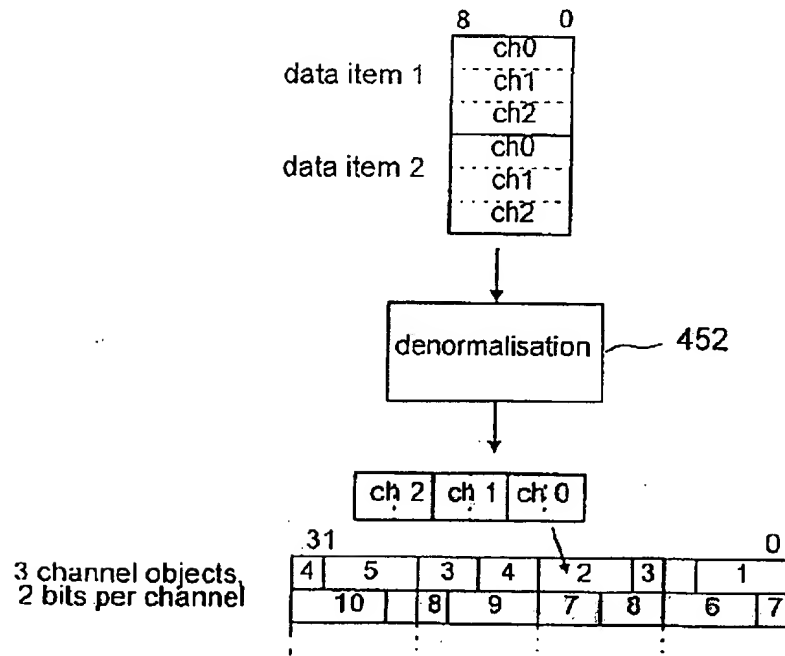 8 0
data item 1
ch0
ch1
ch2
data item 2
ch0
ch1
ch2
denormalisation
452
ch 2 ch 1 ch 0
31 0
3 channel objects,
2 bits per channel
4 5 3 4 2 3 1
10 8 9 7 8 6 7